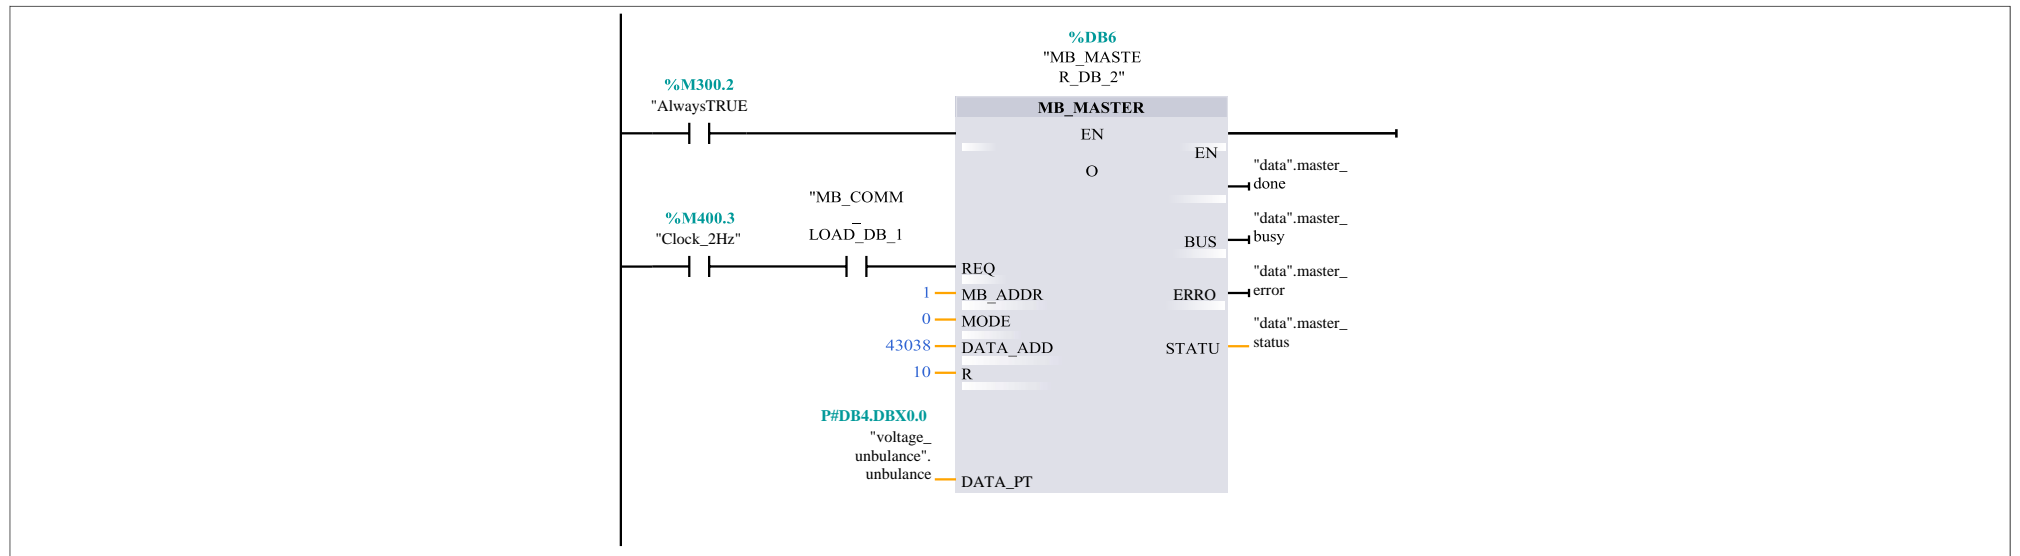 %DB6
"MB_MASTE
R_DB_2"
%M300.2
"AlwaysTRUE
MB_MASTER
EN
EN
O
"data".master_
done
"MB_COMM
_
LOAD_DB_1
%M400.3
"Clock_2Hz"
"data".master_
busy
BUS
REQ
"data".master_
error
1
MB_ADDR
ERRO
0
MODE
"data".master_
status
43038
DATA_ADD
STATU
10
R
P#DB4.DBX0.0
"voltage_
unbulance".
unbulance
DATA_PT